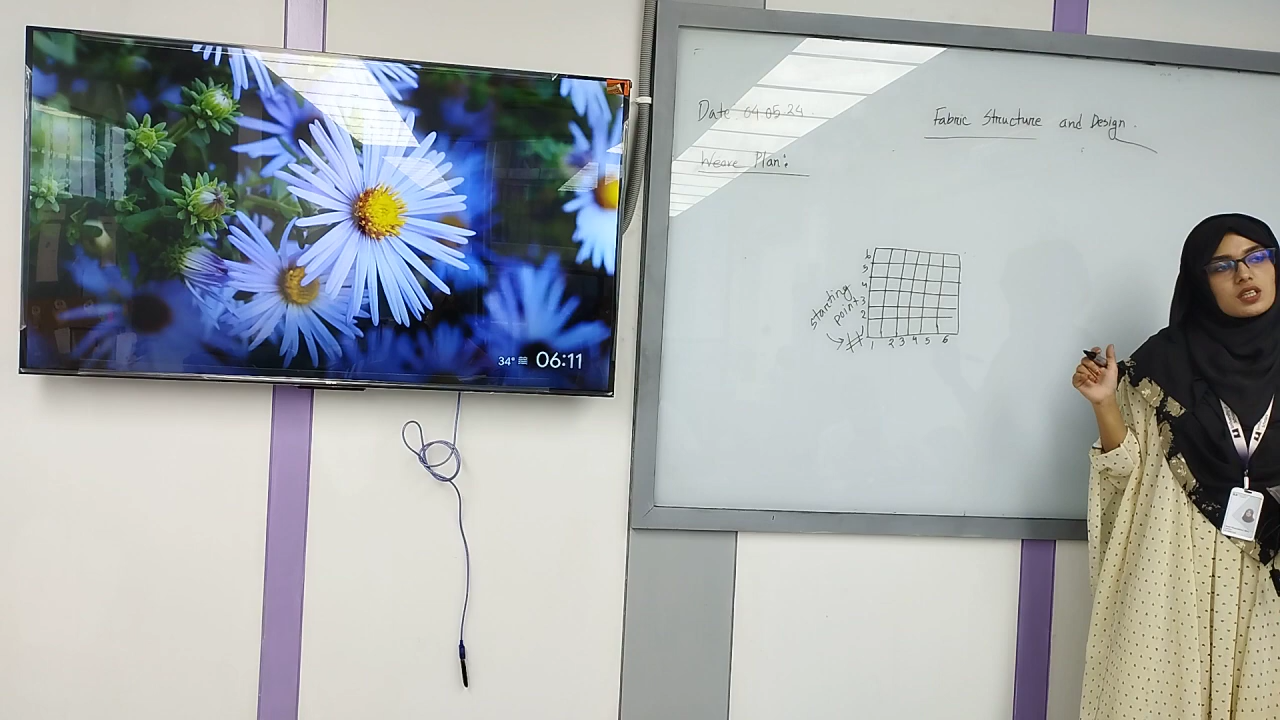 34° 06:11
Date: 04.05.24
Fabric Structure and Design.
Weave Plan:
6
5
4
3
2
1 2 3 4 5 6
starting
point